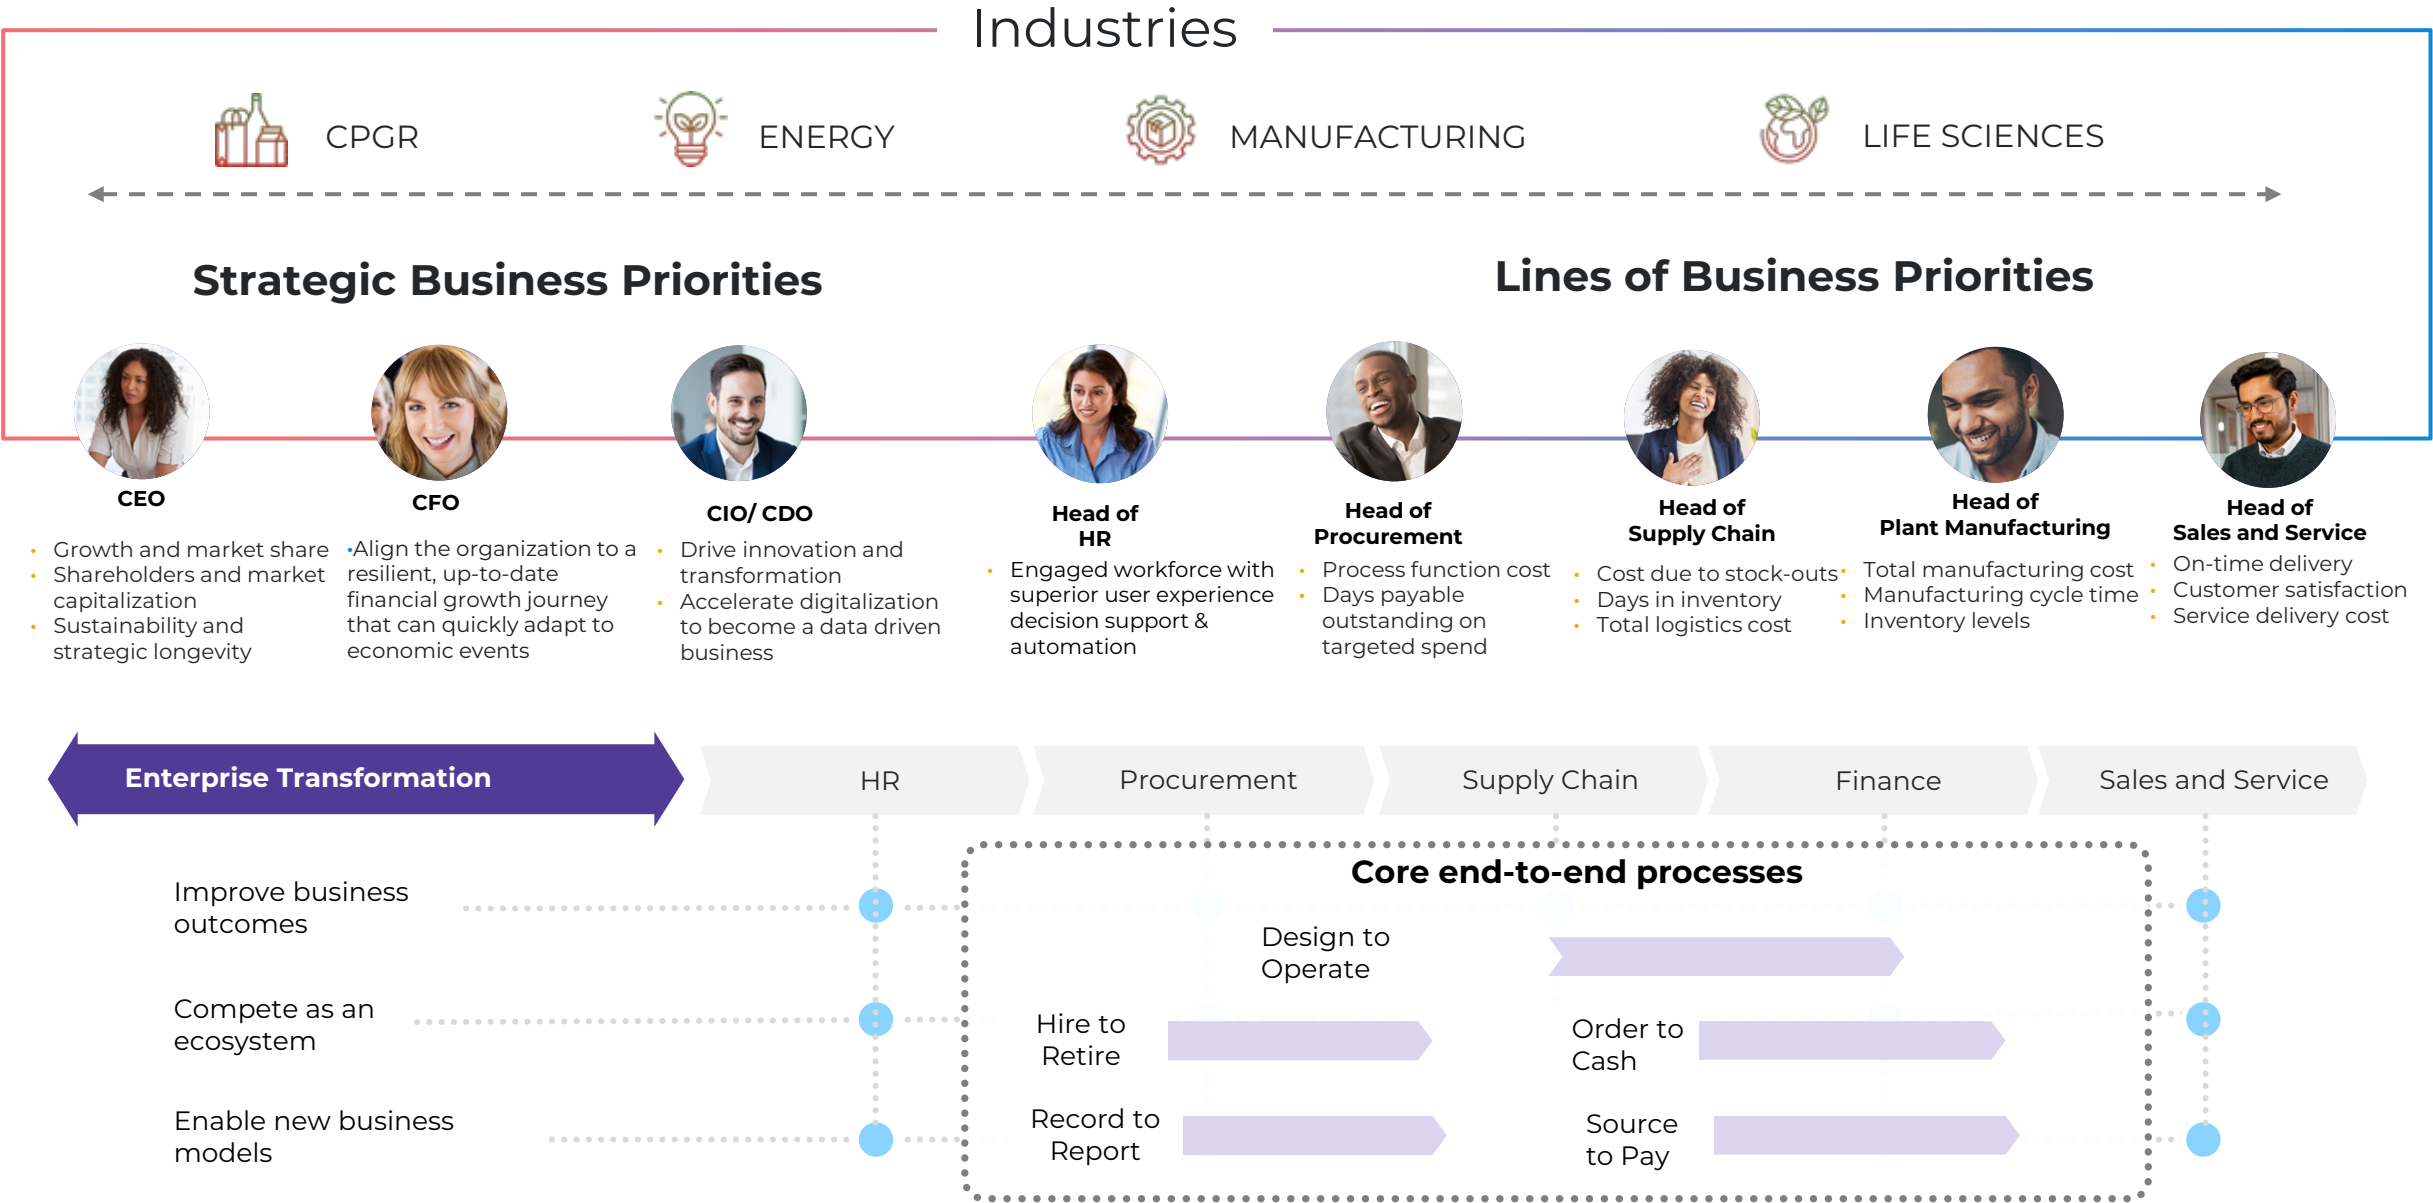 Industries
CPGR
ENERGY
MANUFACTURING
LIFE SCIENCES
Strategic Business Priorities
Lines of Business Priorities
CEO
• Growth and market share
• Shareholders and market
capitalization
• Sustainability and
strategic longevity
CFO
•Align the organization to a
resilient, up-to-date
financial growth journey
that can quickly adapt to
economic events
CIO/ CDO
• Drive innovation and
transformation
• Accelerate digitalization
to become a data driven
business
Head of
HR
• Engaged workforce with
superior user experience
decision support &
automation
Head of
Procurement
• Process function cost
• Days payable
outstanding on
targeted spend
Head of
Supply Chain
• Cost due to stock-outs
• Days in inventory
• Total logistics cost
Head of
Plant Manufacturing
• Total manufacturing cost
• Manufacturing cycle time
• Inventory levels
Head of
Sales and Service
• On-time delivery
• Customer satisfaction
• Service delivery cost
Enterprise Transformation
HR
Procurement
Supply Chain
Finance
Sales and Service
Improve business
outcomes
Compete as an
ecosystem
Enable new business
models
Core end-to-end processes
Design to
Operate
Hire to
Retire
Order to
Cash
Record to
Report
Source
to Pay